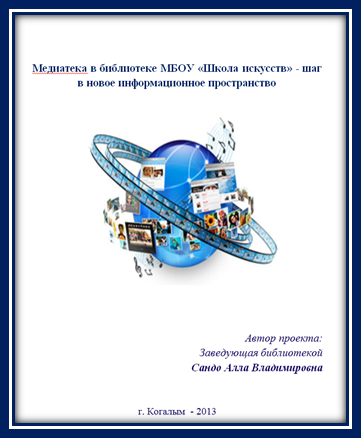 Медиатека в библиотеке МБОУ «Школа искусств» - шаг
в новое информационное пространство
Автор проекта:
Заведующая библиотекой
Сандо Алла Владимировна
г. Когалым - 2013